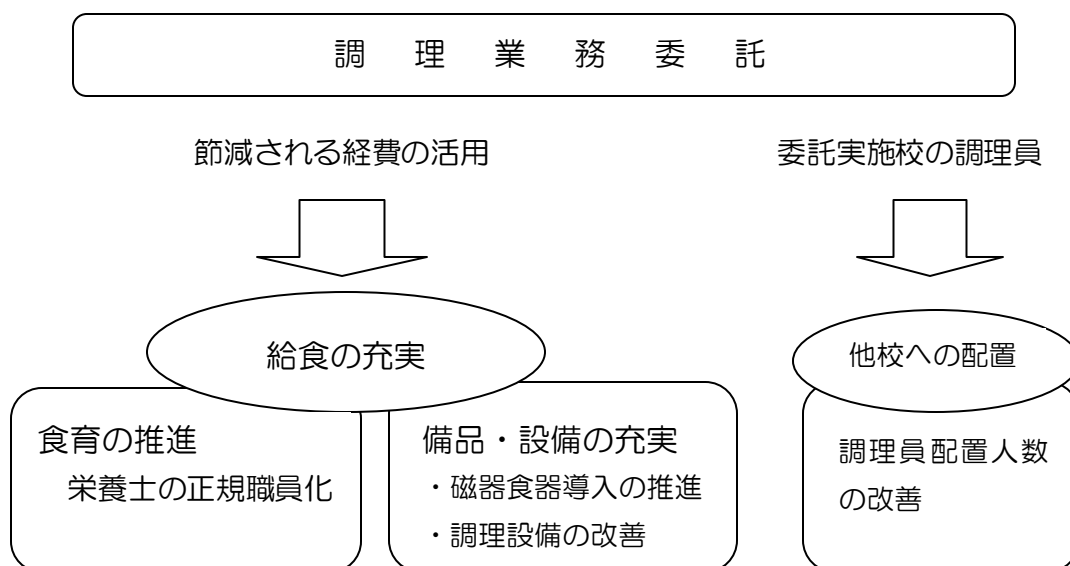 調理業務委託
節減される経費の活用
委託実施校の調理員
給食の充実
他校への配置
食育の推進
栄養士の正規職員化
備品・設備の充実
・磁器食器導入の推進
・調理設備の改善
調理員配置人数
の改善